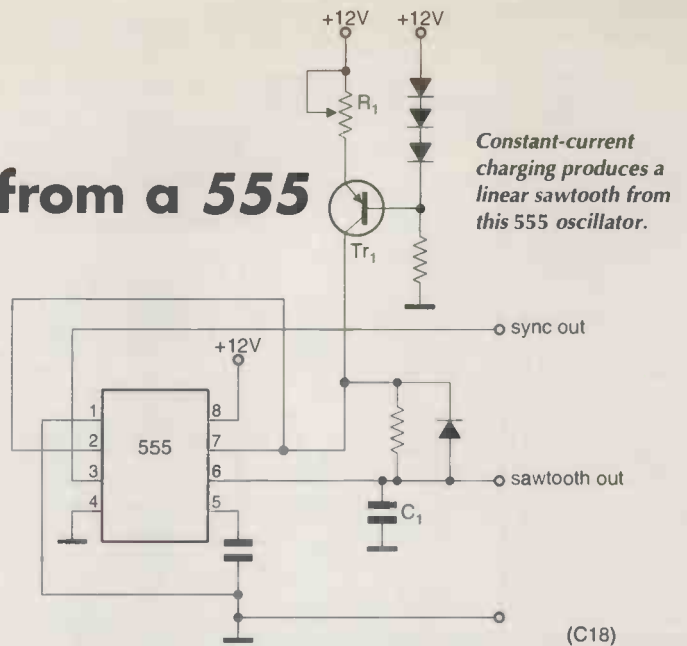 +12V
+12V
R1
from a 555
Constant-current
charging produces a
linear sawtooth from
this 555 oscillator.
Tr1
sync out
+12V
1
8
2
555
7
3
6
sawtooth out
4
5
C1
(C18)